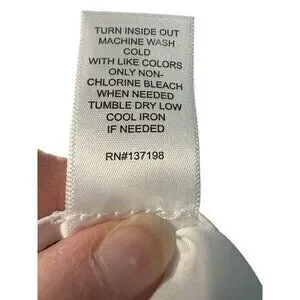 TURN INSIDE OUT
MACHINE WASH
COLD
WITH LIKE COLORS
ONLY NON-
CHLORINE BLEACH
WHEN NEEDED
TUMBLE DRY LOW
COOL IRON
IF NEEDED
RN#137198